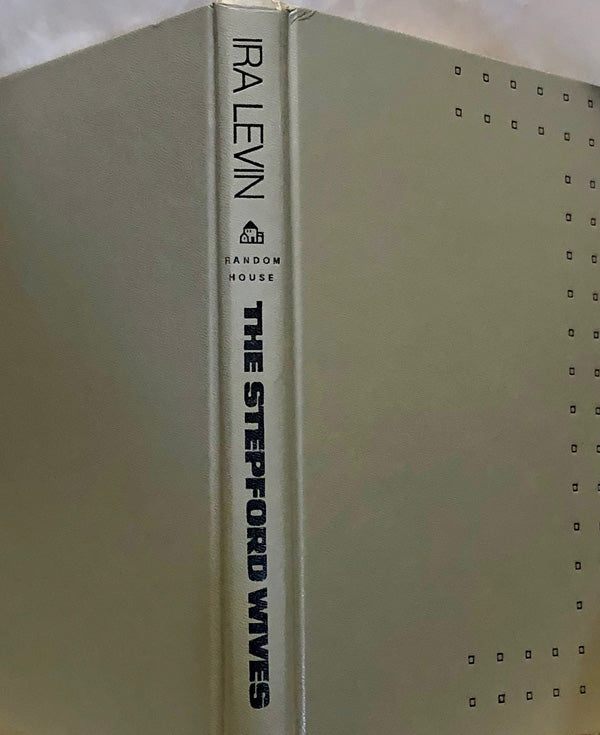 IRA LEVIN
RANDOM
HOUSE
THE STEPFORD WIVES